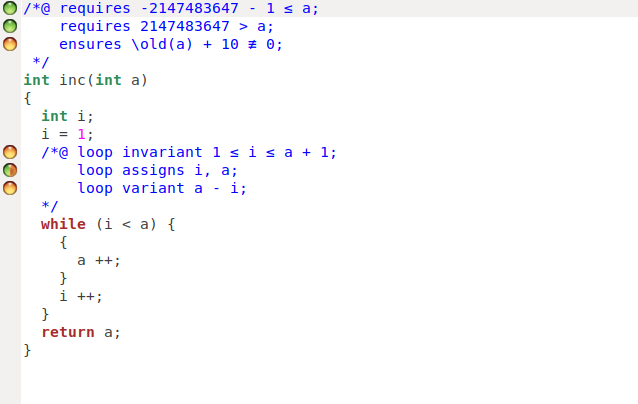 /*@ requires -2147483647 - 1 ≤ a;
requires 2147483647 > a;
ensures \old(a) + 10 ≢ 0;
*/
int inc(int a)
{
int i;
i = 1;
/*@ loop invariant 1 ≤ i ≤ a + 1;
loop assigns i, a;
loop variant a - i;
*/
while (i < a) {
{
a ++;
}
i ++;
}
return a;
}